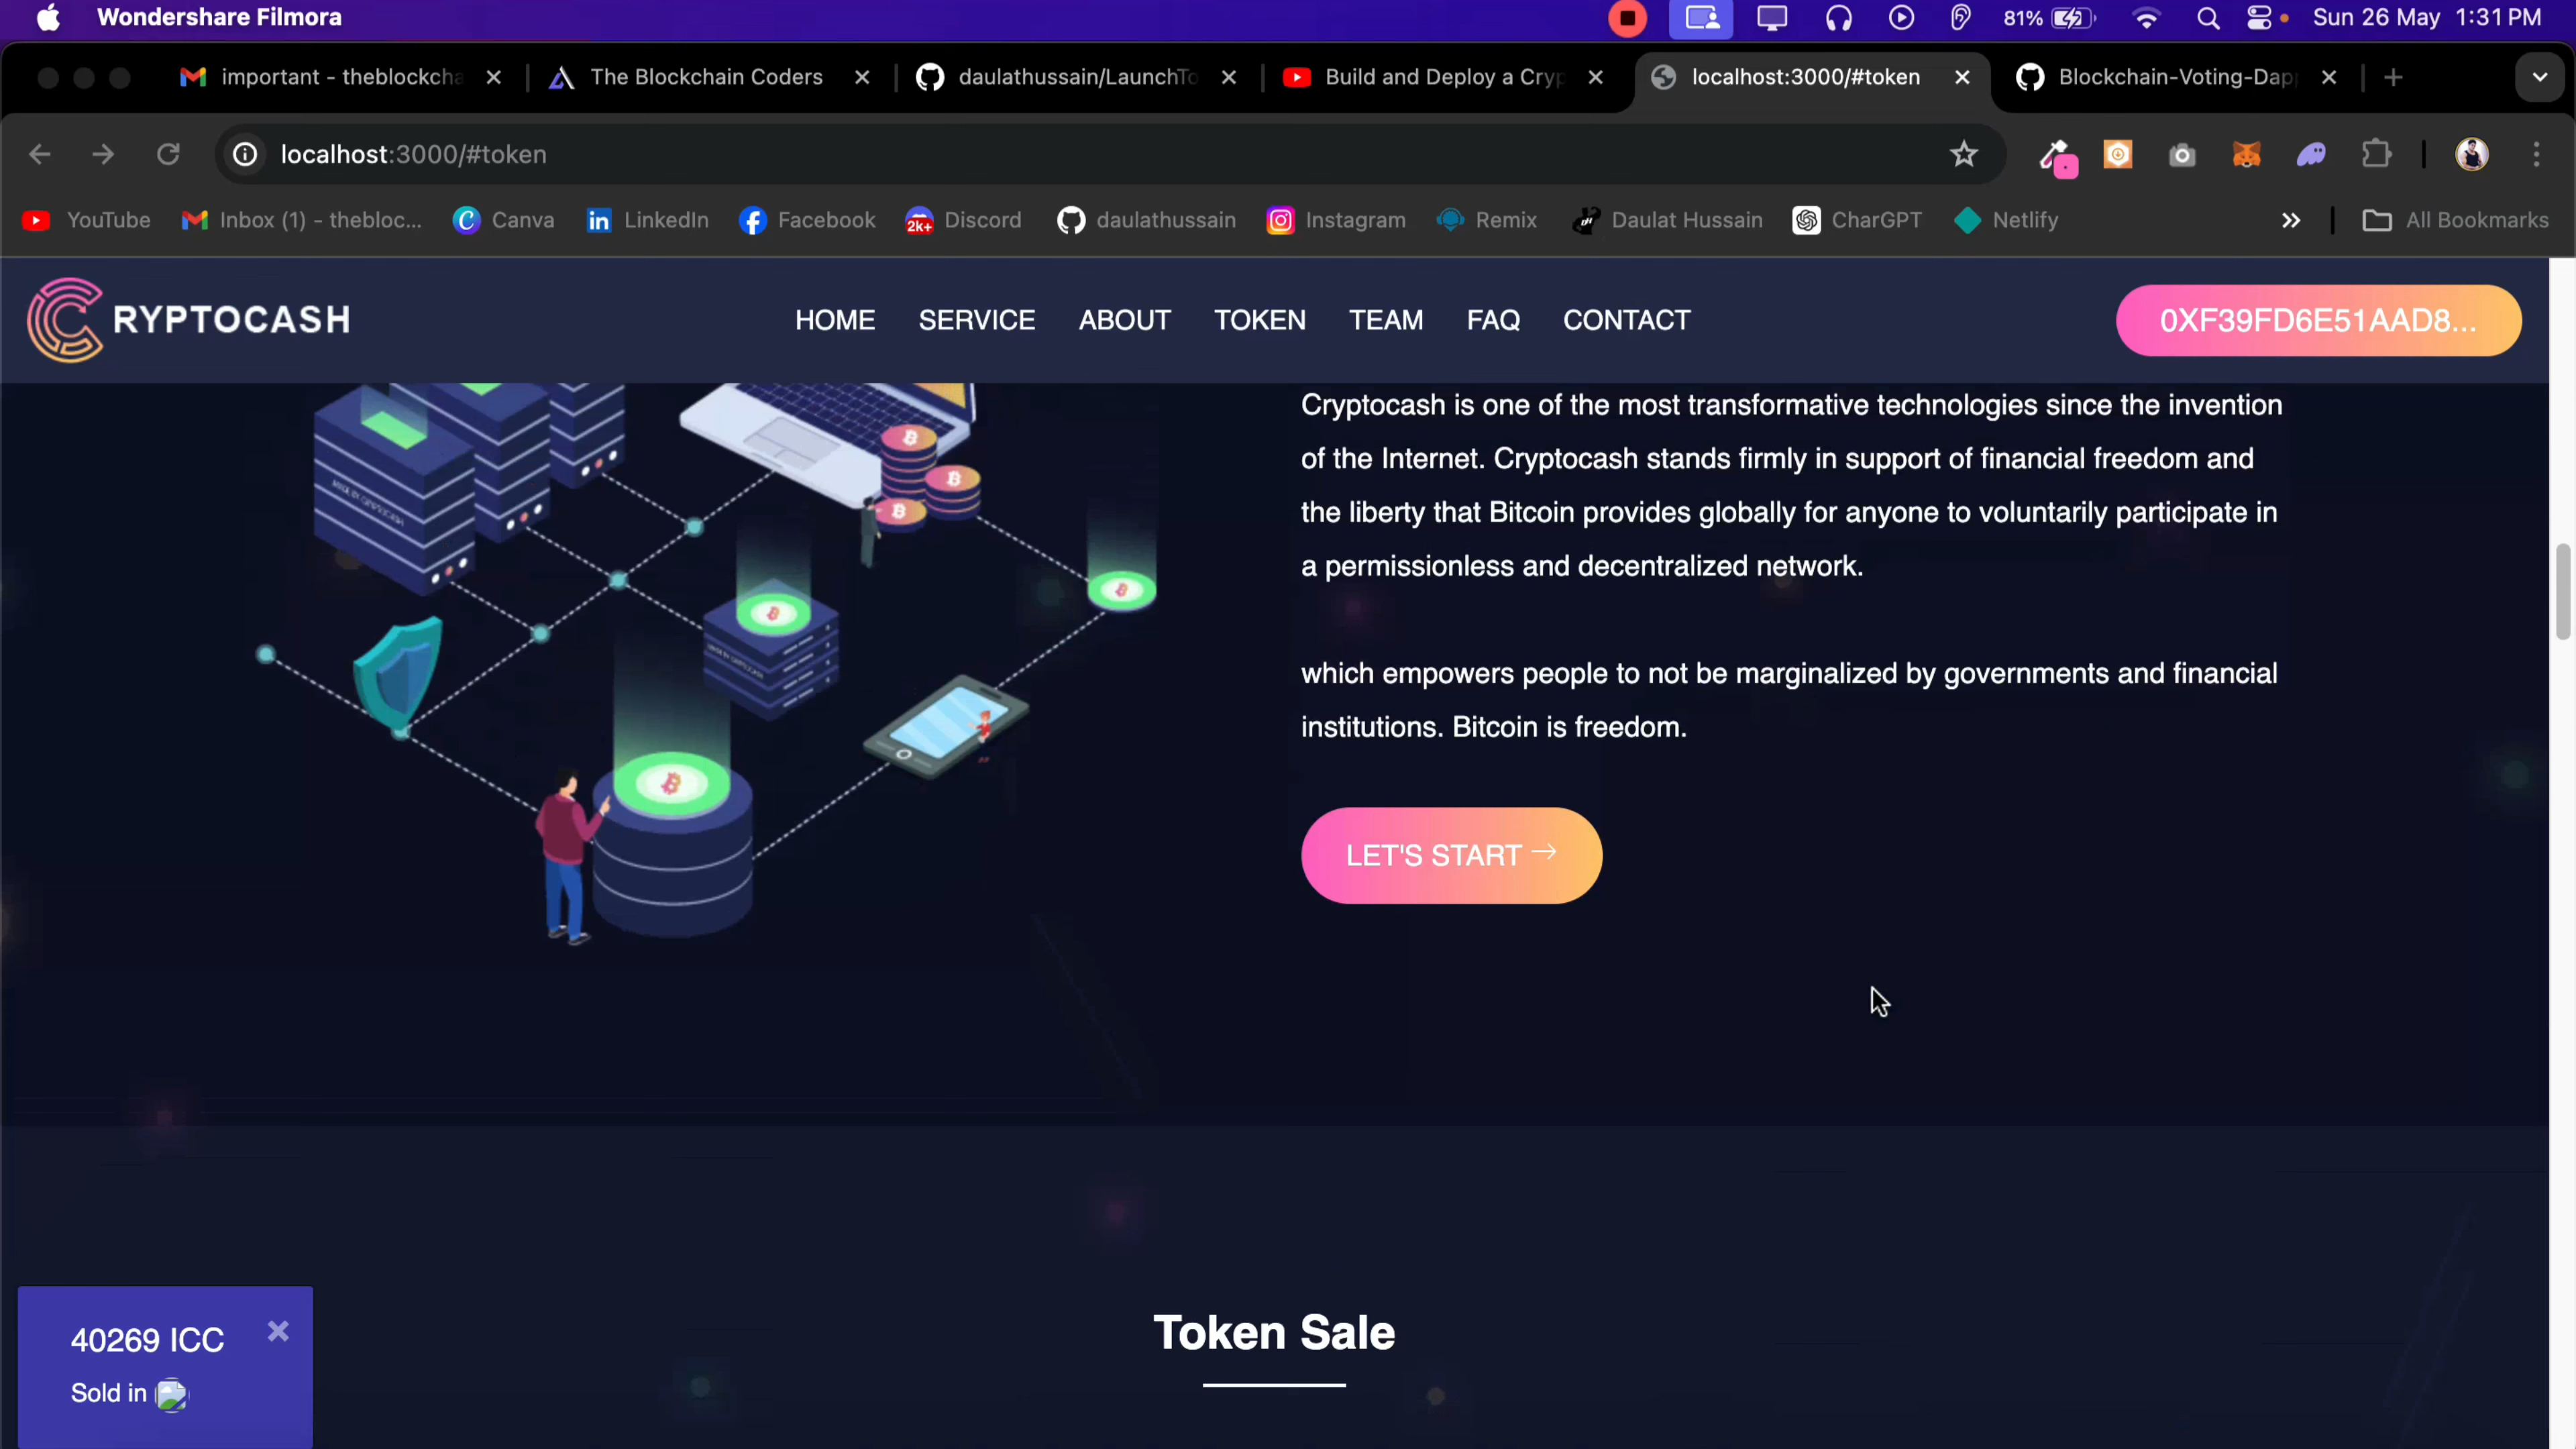 Wondershare Filmora
81%
Sun 26 May 1:31 PM
important - theblockcha
The Blockchain Coders
daulathussain/LaunchTo
Build and Deploy a Cryp
localhost:3000/#token
Blockchain-Voting-Dap
localhost:3000/#token
YouTube
Inbox (1) - thebloc...
Canva
LinkedIn
Facebook
2k+
Discord
daulathussain
Instagram
Remix
Daulat Hussain
CharGPT
Netlify
All Bookmarks
RYPTOCASH
HOME
SERVICE
ABOUT
TOKEN
TEAM
FAQ
CONTACT
0XF39FD6E51AAD8...
Cryptocash is one of the most transformative technologies since the invention
of the Internet. Cryptocash stands firmly in support of financial freedom and
the liberty that Bitcoin provides globally for anyone to voluntarily participate in
a permissionless and decentralized network.
which empowers people to not be marginalized by governments and financial
institutions. Bitcoin is freedom.
LET'S START
Token Sale
40269 ICC
Sold in